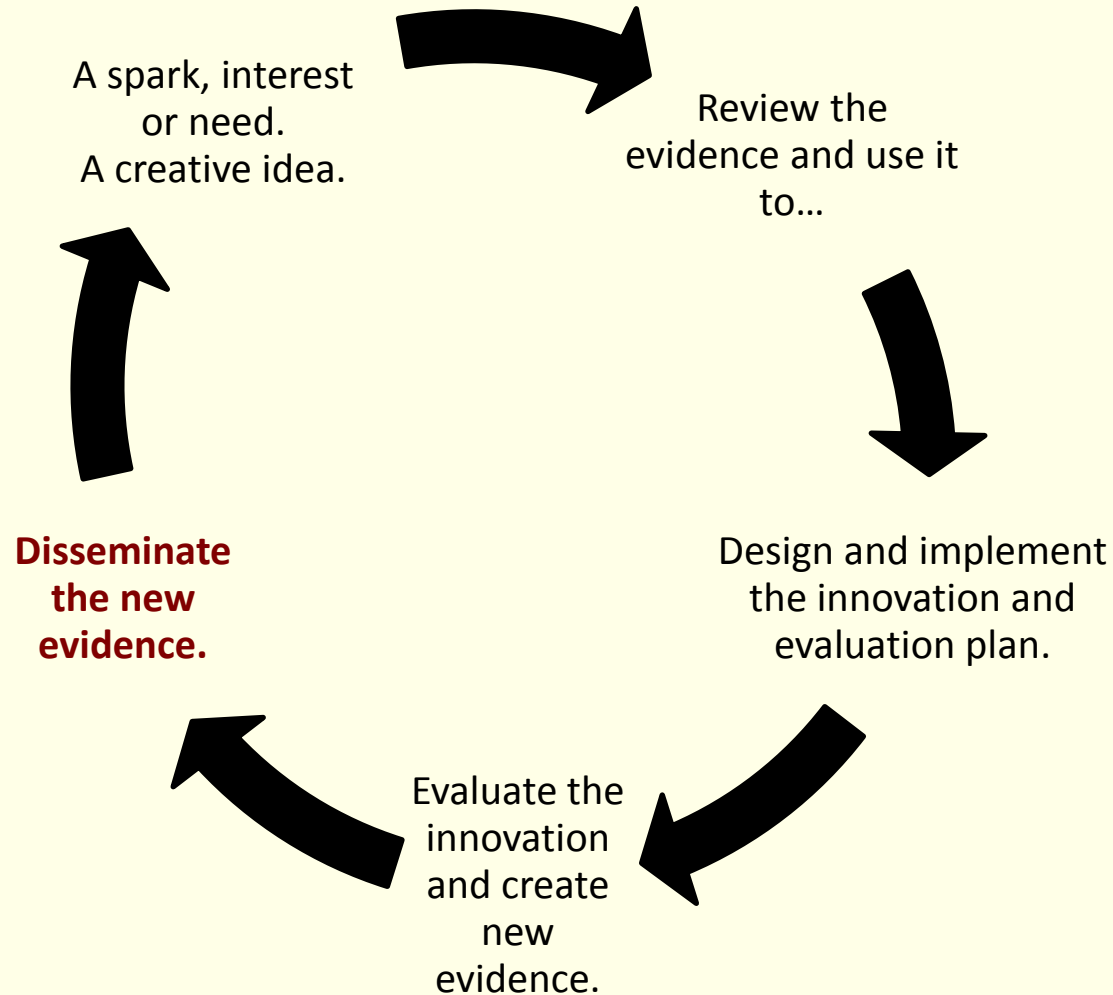 A spark, interest
or need.
A creative idea.
Review the
evidence and use it
to…
Design and implement
the innovation and
evaluation plan.
Evaluate the
innovation
and create
new
evidence.
Disseminate
the new
evidence.